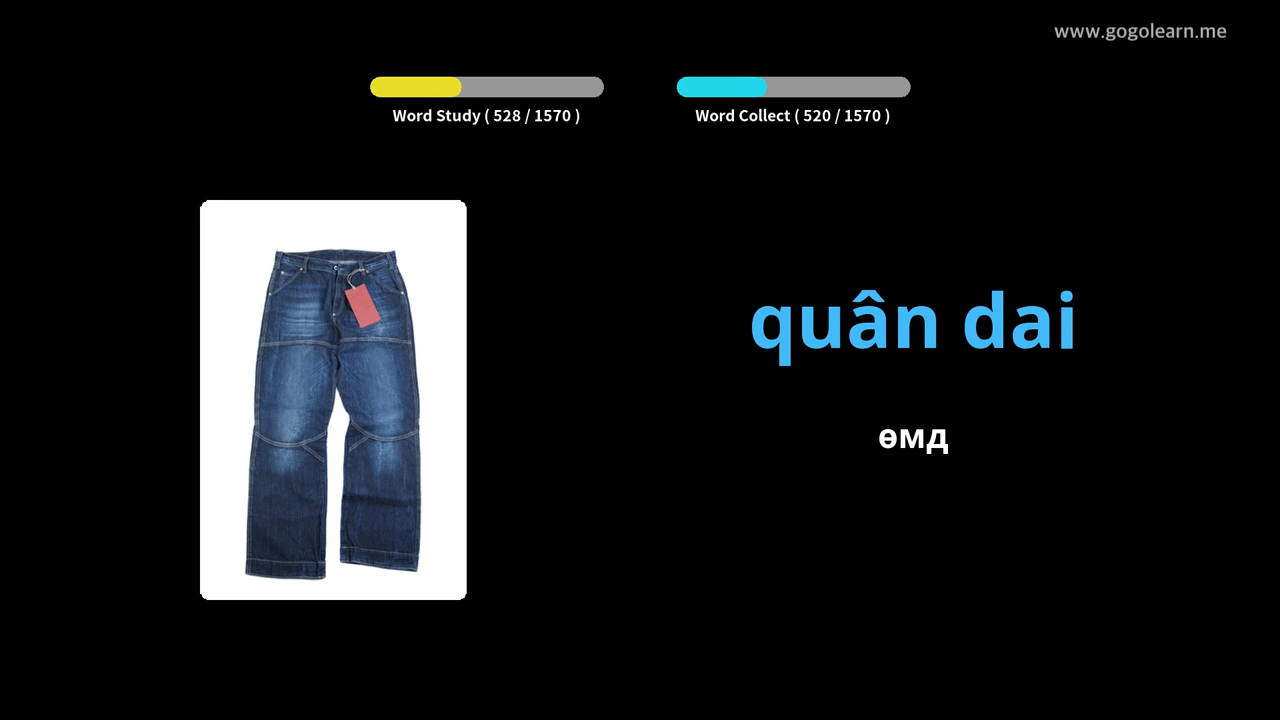 www.gogolearn.me
Word Study ( 528 / 1570 )
Word Collect ( 520 / 1570 )
quân dai
өмд